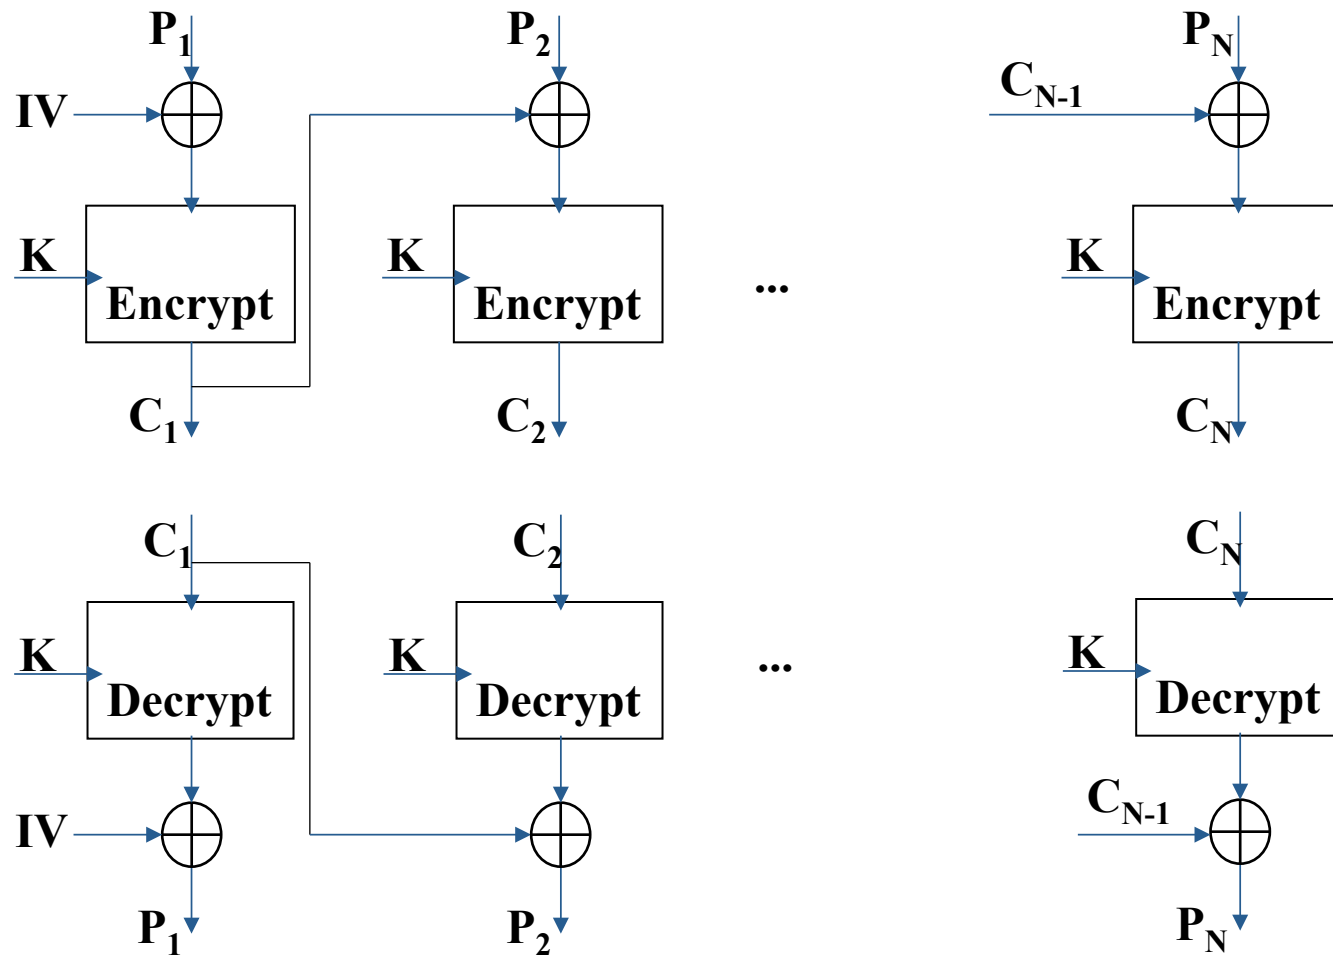 P1 P2 PN
IV CN-1
K Encrypt K Encrypt ... K Encrypt
C1 C2 CN
C1 C2 CN
K Decrypt K Decrypt ... K Decrypt
IV CN-1
P1 P2 PN